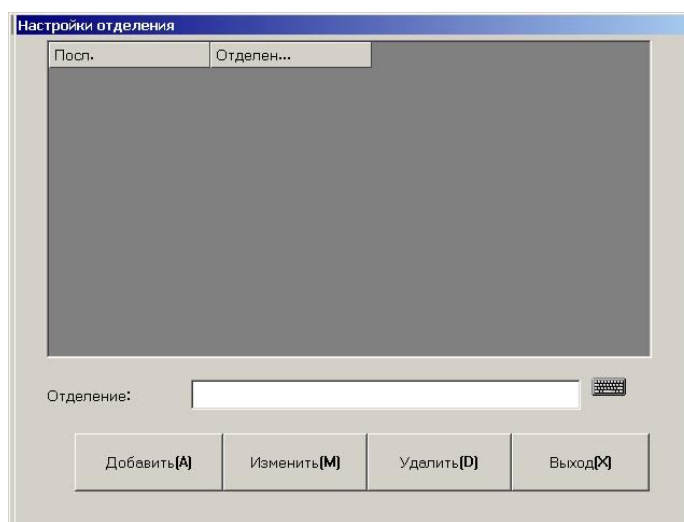 Настройки отделения
Посл. Отделен...
Отделение:
Добавить(A) Изменить(M) Удалить(D) Выход(X)